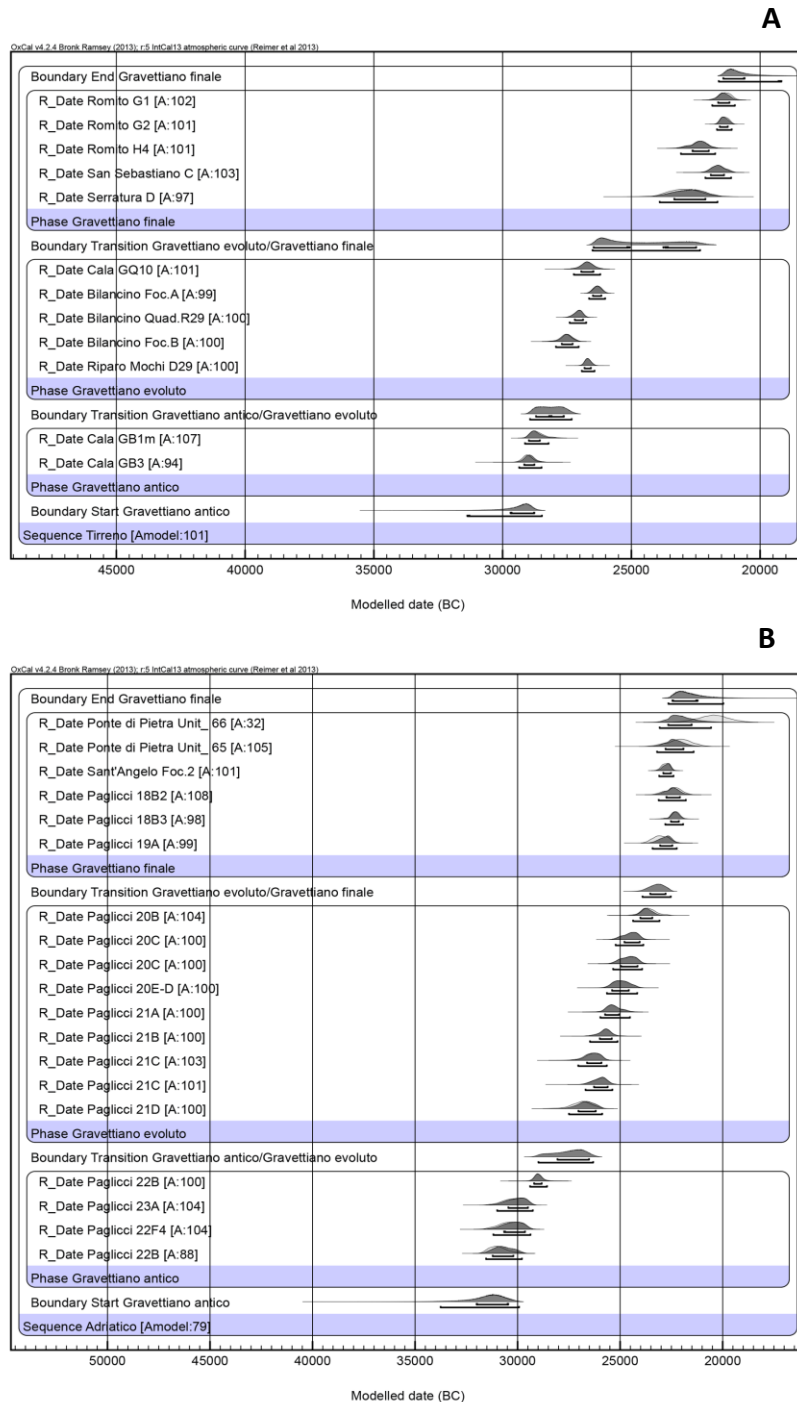 A
OxCal v4.2.4 Bronk Ramsey (2013); r:5 IntCal13 atmospheric curve (Reimer et al 2013)
Boundary End Gravettiano finale
R_Date Romito G1 [A:102]
R_Date Romito G2 [A:101]
R_Date Romito H4 [A:101]
R_Date San Sebastiano C [A:103]
R_Date Serratura D [A:97]
Phase Gravettiano finale
Boundary Transition Gravettiano evoluto/Gravettiano finale
R_Date Cala GQ10 [A:101]
R_Date Bilancino Foc.A [A:99]
R_Date Bilancino Quad.R29 [A:100]
R_Date Bilancino Foc.B [A:100]
R_Date Riparo Mochi D29 [A:100]
Phase Gravettiano evoluto
Boundary Transition Gravettiano antico/Gravettiano evoluto
R_Date Cala GB1m [A:107]
R_Date Cala GB3 [A:94]
Phase Gravettiano antico
Boundary Start Gravettiano antico
Sequence Tirreno [Amodel:101]
45000 40000 35000 30000 25000 20000
Modelled date (BC)
B
OxCal v4.2.4 Bronk Ramsey (2013); r:5 IntCal13 atmospheric curve (Reimer et al 2013)
Boundary End Gravettiano finale
R_Date Ponte di Pietra Unit_ 66 [A:32]
R_Date Ponte di Pietra Unit_ 65 [A:105]
R_Date Sant'Angelo Foc.2 [A:101]
R_Date Paglicci 18B2 [A:108]
R_Date Paglicci 18B3 [A:98]
R_Date Paglicci 19A [A:99]
Phase Gravettiano finale
Boundary Transition Gravettiano evoluto/Gravettiano finale
R_Date Paglicci 20B [A:104]
R_Date Paglicci 20C [A:100]
R_Date Paglicci 20C [A:100]
R_Date Paglicci 20E-D [A:100]
R_Date Paglicci 21A [A:100]
R_Date Paglicci 21B [A:100]
R_Date Paglicci 21C [A:103]
R_Date Paglicci 21C [A:101]
R_Date Paglicci 21D [A:100]
Phase Gravettiano evoluto
Boundary Transition Gravettiano antico/Gravettiano evoluto
R_Date Paglicci 22B [A:100]
R_Date Paglicci 23A [A:104]
R_Date Paglicci 22F4 [A:104]
R_Date Paglicci 22B [A:88]
Phase Gravettiano antico
Boundary Start Gravettiano antico
Sequence Adriatico [Amodel:79]
50000 45000 40000 35000 30000 25000 20000
Modelled date (BC)